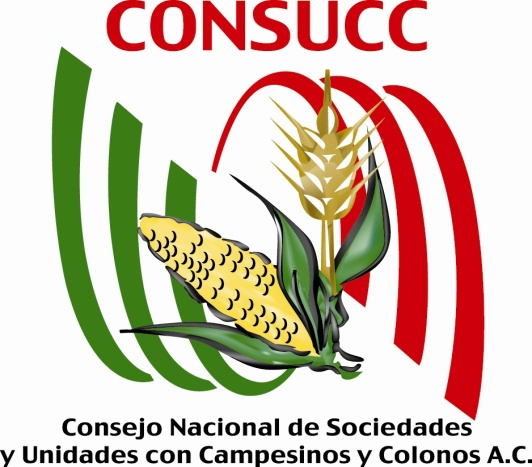 CONSUCC
Consejo Nacional de Sociedades
y Unidades con Campesinos y Colonos A.C.